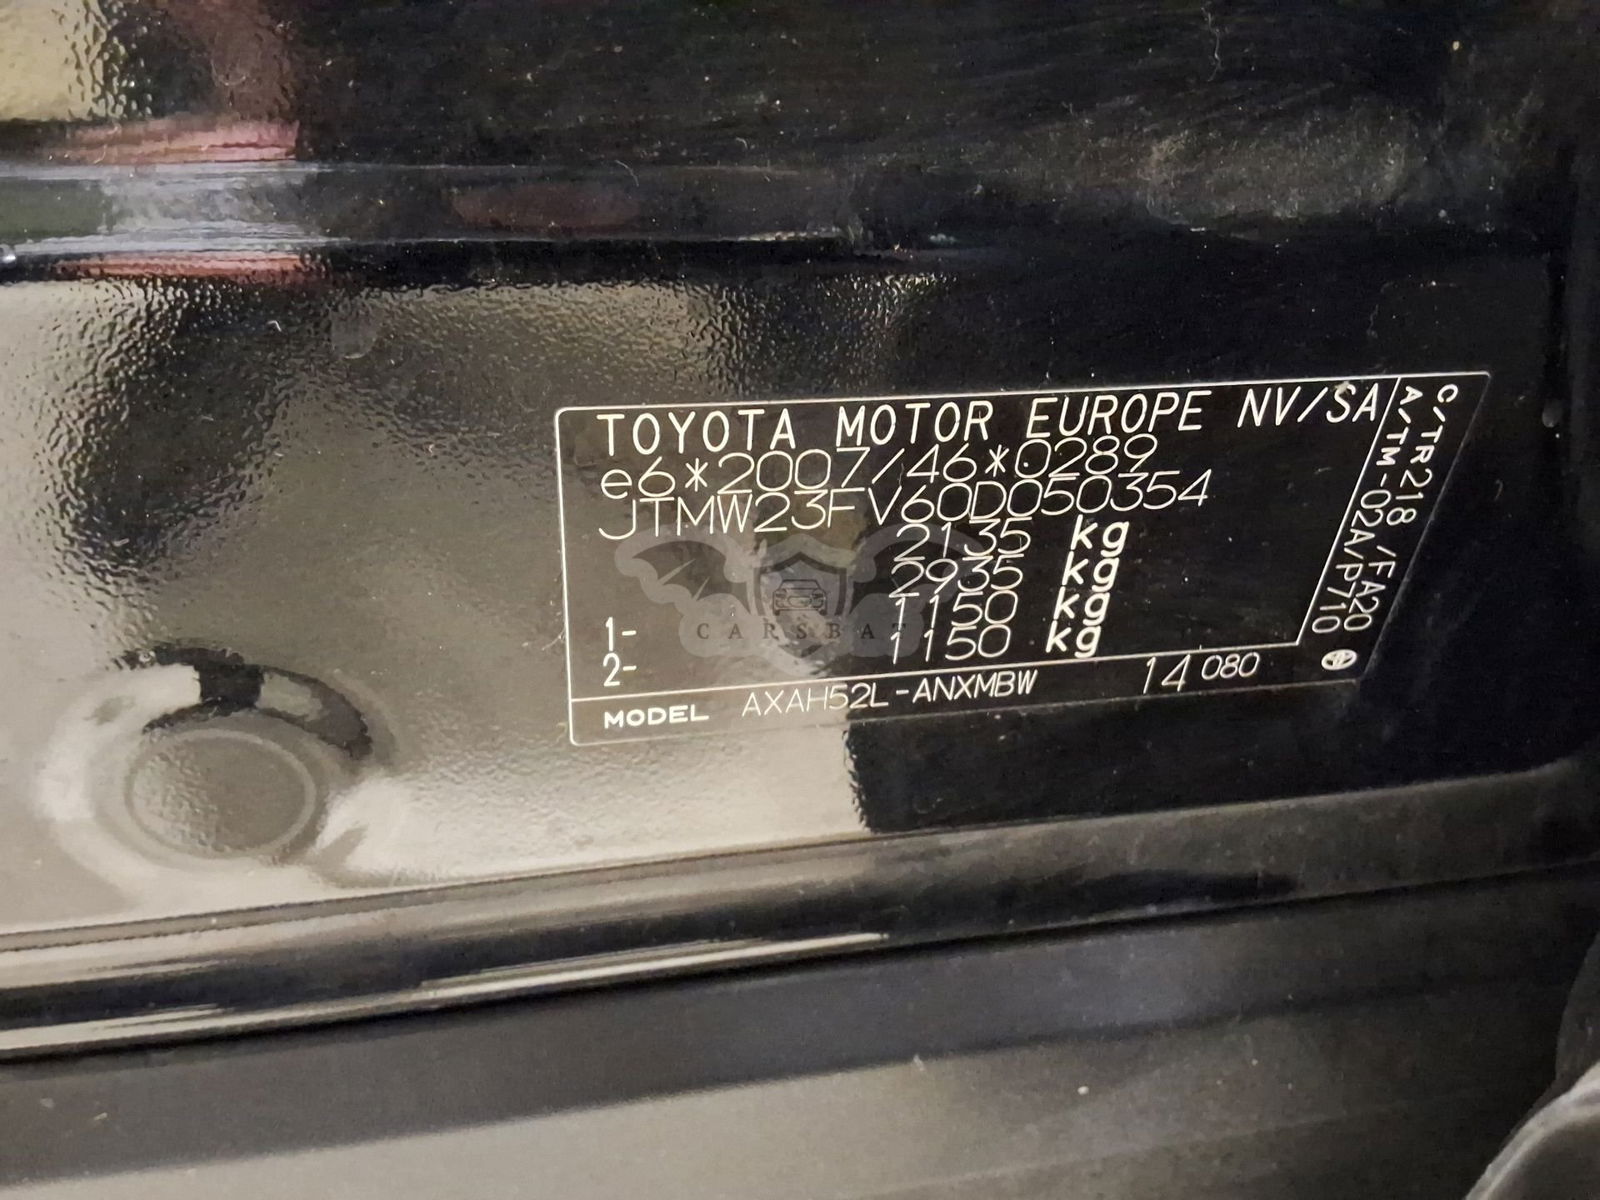 TOYOTA MOTOR EUROPE NV/SA
e6*2007/46*0289
JTMW23FV60D050354
2135 kg
2935 kg
1- 1150 kg
2- 1150 kg
MODEL AXAH52L-ANXMBW 14 080
C/TR218 /FA20
A/TM-02A/P710
CARSBAT